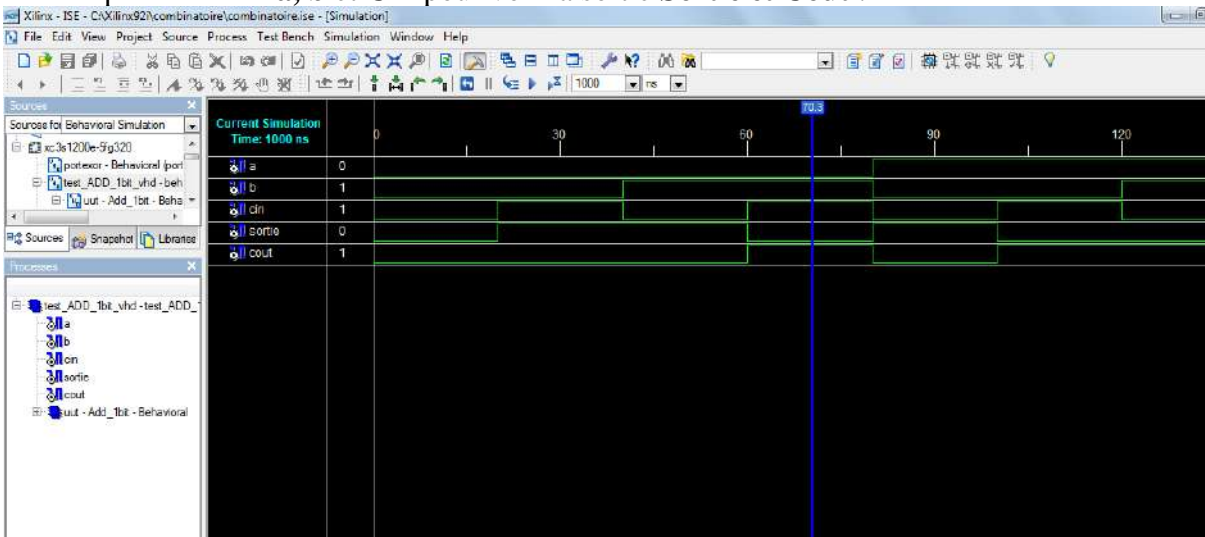 Xilinx - ISE - C:\Xilinx92i\combinatoire\combinatoire.ise - [Simulation]
File Edit View Project Source Process Test Bench Simulation Window Help
1000 ns
Sources
Sources for Behavioral Simulation
xc3s1200e-5fg320
portexor - Behavioral (port
test_ADD_1bit_vhd - beh
uut - Add_1bit - Beha
Sources Snapshot Libraries
Processes
test_ADD_1bit_vhd - test_ADD_1
a
b
cin
sortie
cout
uut - Add_1bit - Behavioral
70.3
Current Simulation
Time: 1000 ns
0 30 60 90 120
a 0
b 1
cin 1
sortie 0
cout 1